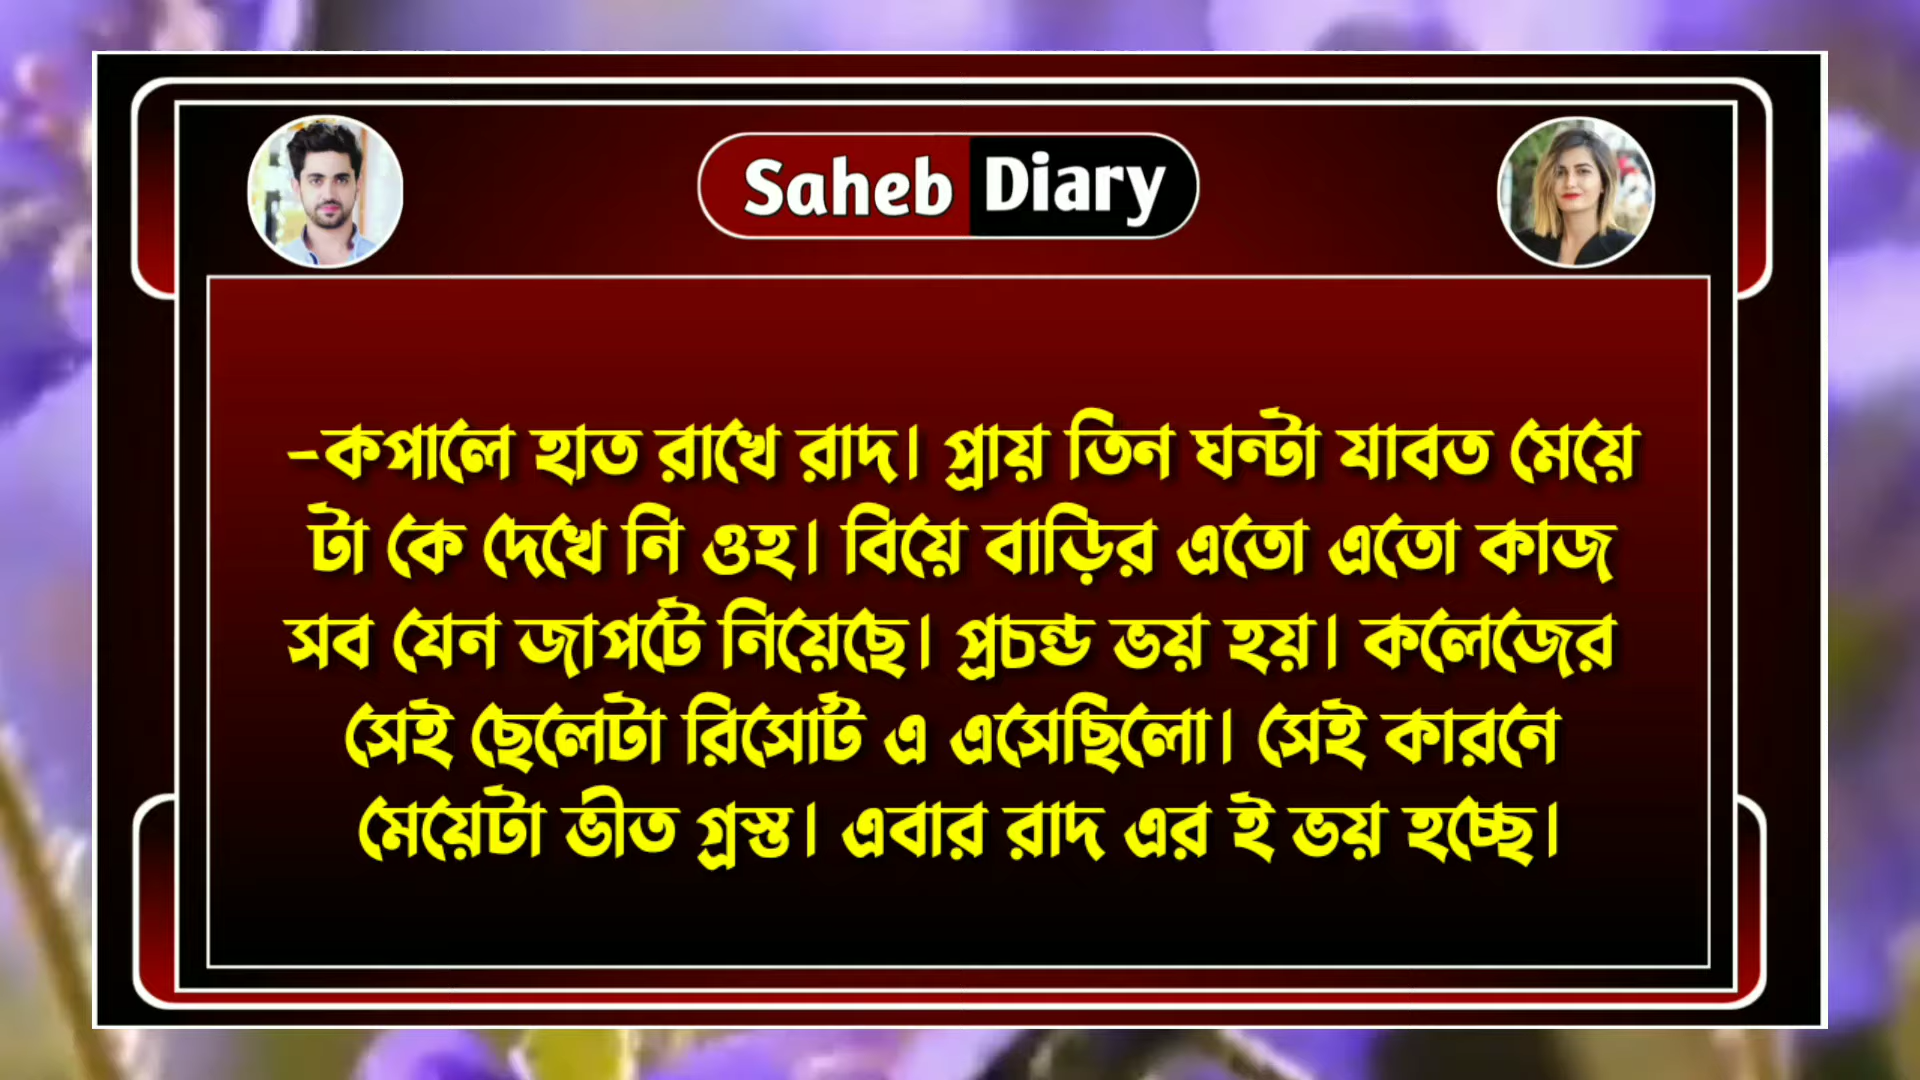 Saheb Diary
-কপালে হাত রাখে রাদ। প্রায় তিন ঘন্টা যাবত মেয়ে
টা কে দেখে নি ওহ। বিয়ে বাড়ির এতো এতো কাজ
সব যেন জাপটে নিয়েছে। প্রচন্ড ভয় হয়। কলেজের
সেই ছেলেটা রিসোর্ট এ এসেছিলো। সেই কারনে
মেয়েটা ভীত গ্রস্ত। এবার রাদ এর ই ভয় হচ্ছে।